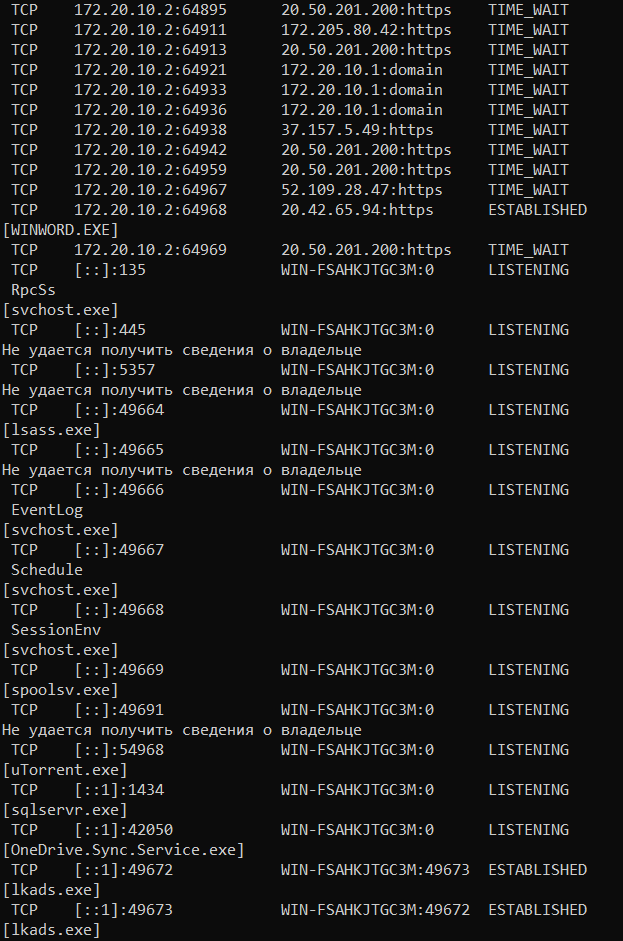 TCP    172.20.10.2:64895      20.50.201.200:https    TIME_WAIT
TCP    172.20.10.2:64911      172.205.80.42:https    TIME_WAIT
TCP    172.20.10.2:64913      20.50.201.200:https    TIME_WAIT
TCP    172.20.10.2:64921      172.20.10.1:domain     TIME_WAIT
TCP    172.20.10.2:64933      172.20.10.1:domain     TIME_WAIT
TCP    172.20.10.2:64936      172.20.10.1:domain     TIME_WAIT
TCP    172.20.10.2:64938      37.157.5.49:https      TIME_WAIT
TCP    172.20.10.2:64942      20.50.201.200:https    TIME_WAIT
TCP    172.20.10.2:64959      20.50.201.200:https    TIME_WAIT
TCP    172.20.10.2:64967      52.109.28.47:https     TIME_WAIT
TCP    172.20.10.2:64968      20.42.65.94:https      ESTABLISHED
[WINWORD.EXE]
TCP    172.20.10.2:64969      20.50.201.200:https    TIME_WAIT
TCP    [::]:135               WIN-FSAHKJTGC3M:0      LISTENING
RpcSs
[svchost.exe]
TCP    [::]:445               WIN-FSAHKJTGC3M:0      LISTENING
Не удается получить сведения о владельце
TCP    [::]:5357              WIN-FSAHKJTGC3M:0      LISTENING
Не удается получить сведения о владельце
TCP    [::]:49664             WIN-FSAHKJTGC3M:0      LISTENING
[lsass.exe]
TCP    [::]:49665             WIN-FSAHKJTGC3M:0      LISTENING
Не удается получить сведения о владельце
TCP    [::]:49666             WIN-FSAHKJTGC3M:0      LISTENING
EventLog
[svchost.exe]
TCP    [::]:49667             WIN-FSAHKJTGC3M:0      LISTENING
Schedule
[svchost.exe]
TCP    [::]:49668             WIN-FSAHKJTGC3M:0      LISTENING
SessionEnv
[svchost.exe]
TCP    [::]:49669             WIN-FSAHKJTGC3M:0      LISTENING
[spoolsv.exe]
TCP    [::]:49691             WIN-FSAHKJTGC3M:0      LISTENING
Не удается получить сведения о владельце
TCP    [::]:54968             WIN-FSAHKJTGC3M:0      LISTENING
[uTorrent.exe]
TCP    [::1]:1434             WIN-FSAHKJTGC3M:0      LISTENING
[sqlservr.exe]
TCP    [::1]:42050            WIN-FSAHKJTGC3M:0      LISTENING
[OneDrive.Sync.Service.exe]
TCP    [::1]:49672            WIN-FSAHKJTGC3M:49673  ESTABLISHED
[lkads.exe]
TCP    [::1]:49673            WIN-FSAHKJTGC3M:49672  ESTABLISHED
[lkads.exe]